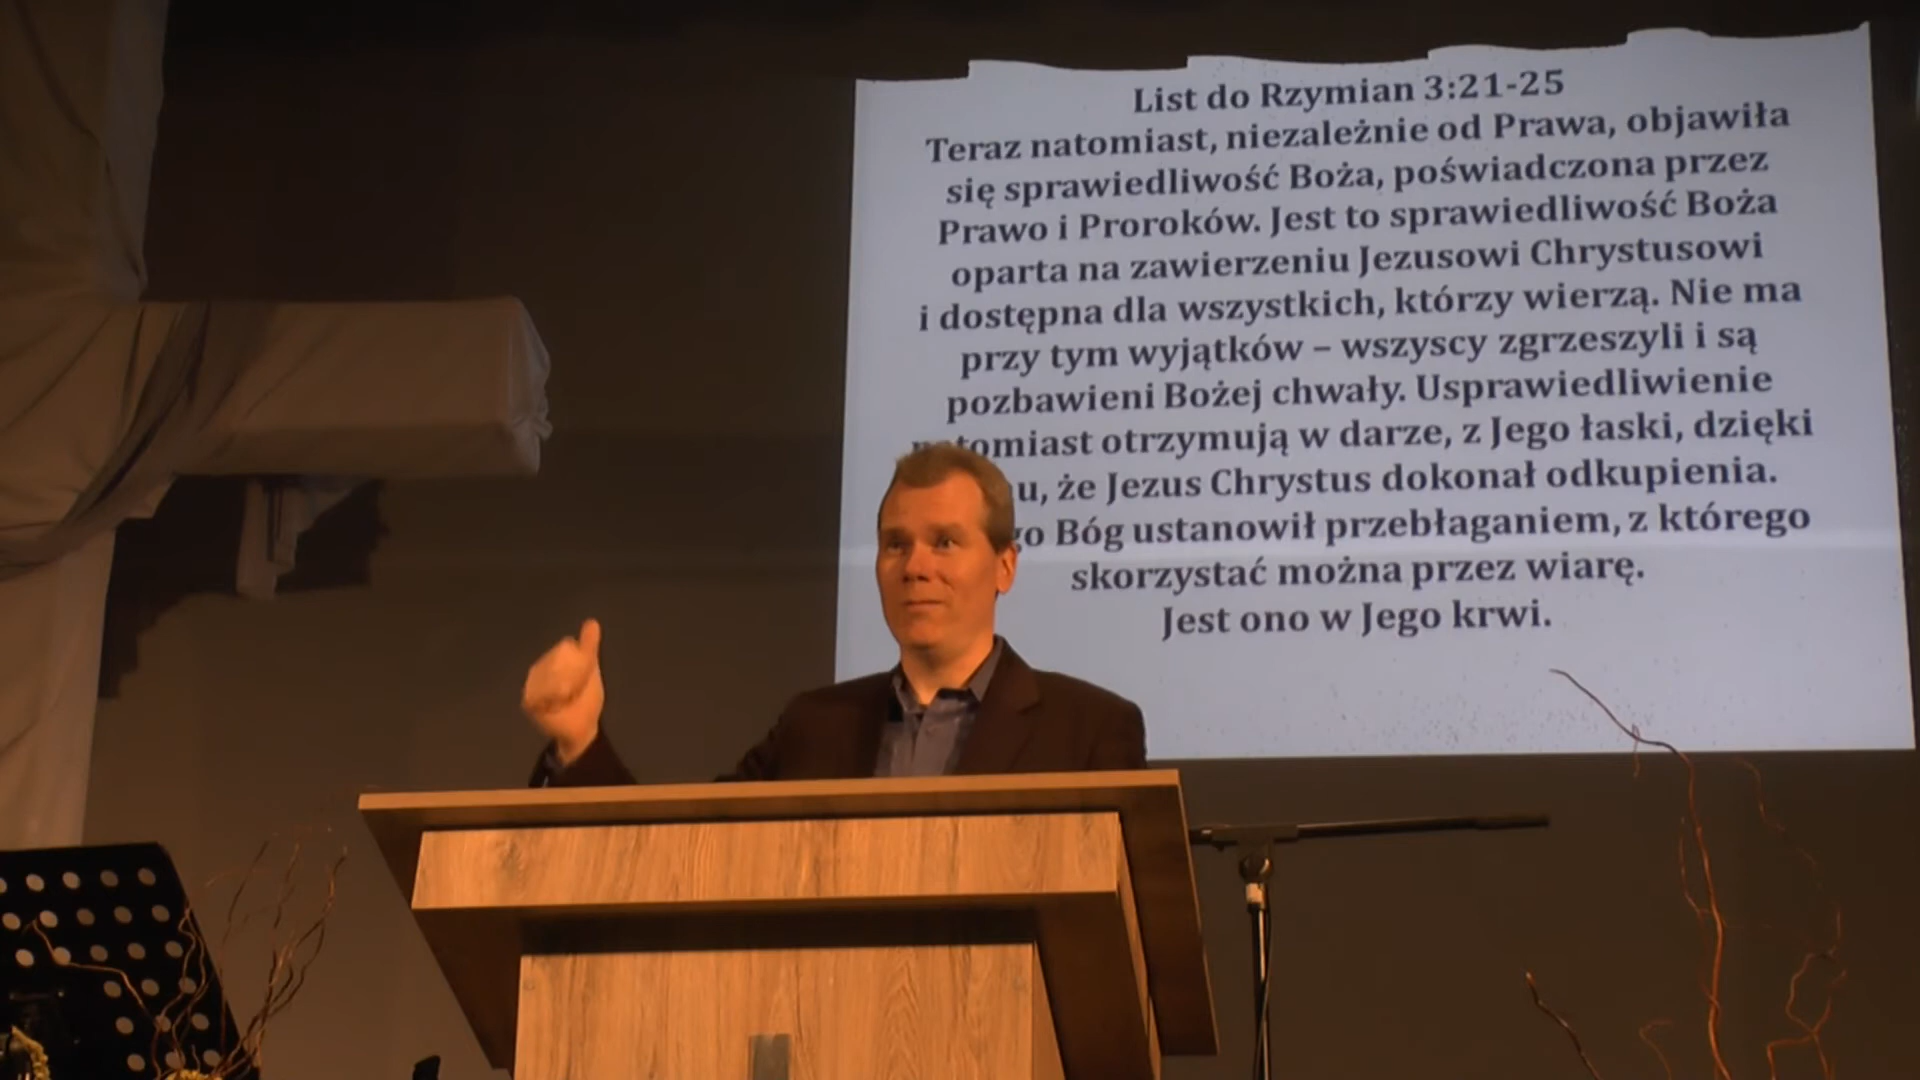 List do Rzymian 3:21-25
Teraz natomiast, niezależnie od Prawa, objawiła
się sprawiedliwość Boża, poświadczona przez
Prawo i Proroków. Jest to sprawiedliwość Boża
oparta na zawierzeniu Jezusowi Chrystusowi
i dostępna dla wszystkich, którzy wierzą. Nie ma
przy tym wyjątków – wszyscy zgrzeszyli i są
pozbawieni Bożej chwały. Usprawiedliwienie
natomiast otrzymują w darze, z Jego łaski, dzięki
że Jezus Chrystus dokonał odkupienia.
Bóg ustanowił przebłaganiem, z którego
skorzystać można przez wiarę.
Jest ono w Jego krwi.